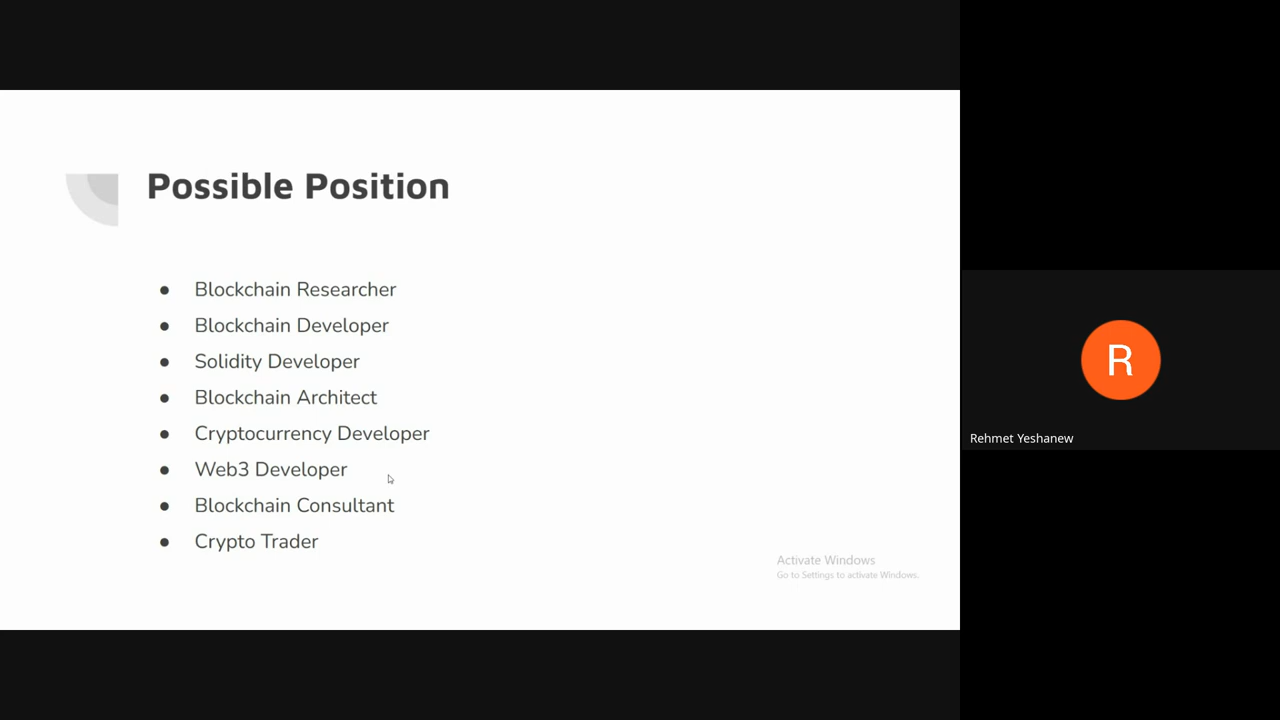 Possible Position
● Blockchain Researcher
● Blockchain Developer
● Solidity Developer
● Blockchain Architect
● Cryptocurrency Developer
● Web3 Developer
● Blockchain Consultant
● Crypto Trader
Activate Windows
Go to Settings to activate Windows.
R
Rehmet Yeshanew